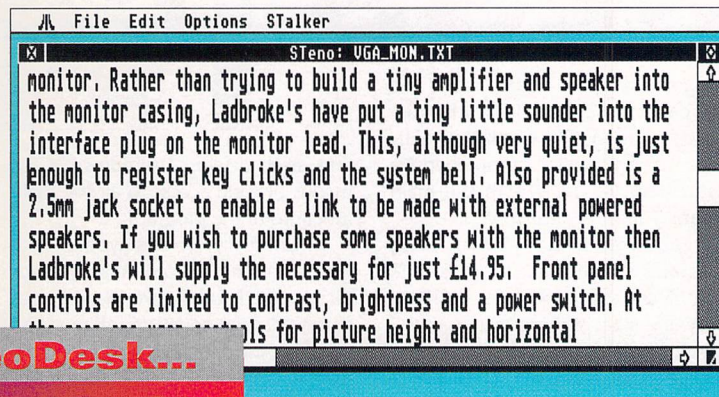 File Edit Options STalker
STeno: VGA_MON.TXT
monitor. Rather than trying to build a tiny amplifier and speaker into
the monitor casing, Ladbroke's have put a tiny little sounder into the
interface plug on the monitor lead. This, although very quiet, is just
enough to register key clicks and the system bell. Also provided is a
2.5mm jack socket to enable a link to be made with external powered
speakers. If you wish to purchase some speakers with the monitor then
Ladbroke's will supply the necessary for just £14.95. Front panel
controls are limited to contrast, brightness and a power switch. At
for picture height and horizontal
oDesk...